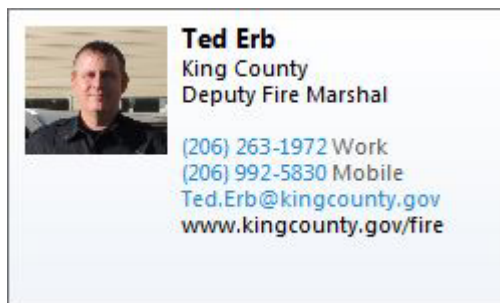 Ted Erb
King County
Deputy Fire Marshal
(206) 263-1972 Work
(206) 992-5830 Mobile
Ted.Erb@kingcounty.gov
www.kingcounty.gov/fire